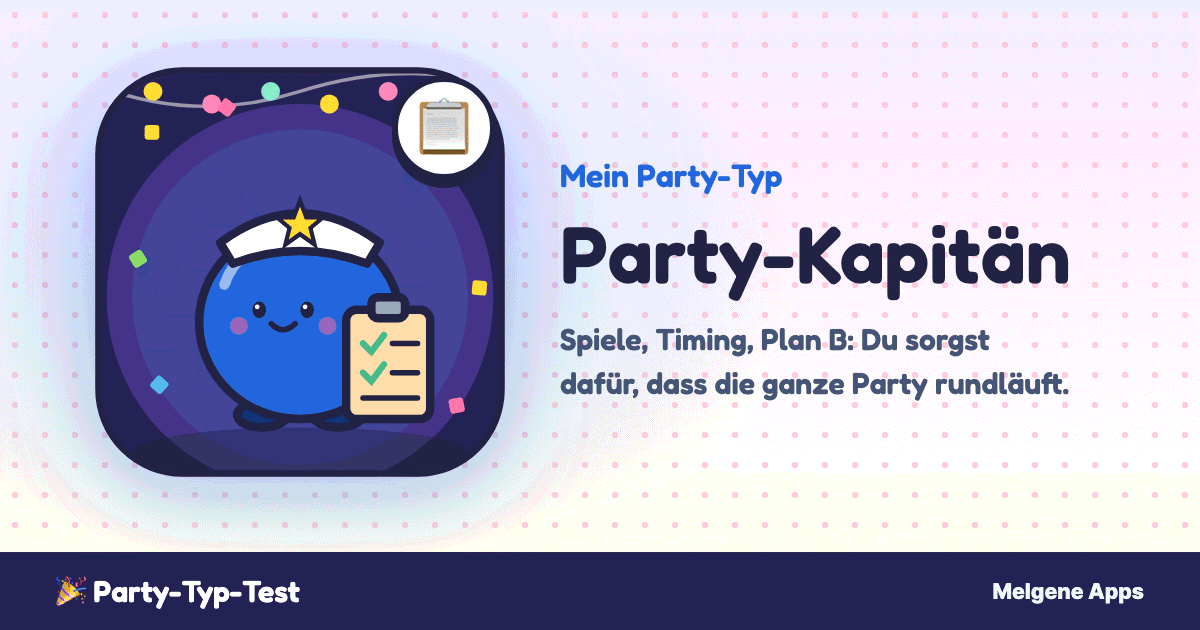 Mein Party-Typ
Party-Kapitän
Spiele, Timing, Plan B: Du sorgst
dafür, dass die ganze Party rundläuft.
Party-Typ-Test
Melgene Apps